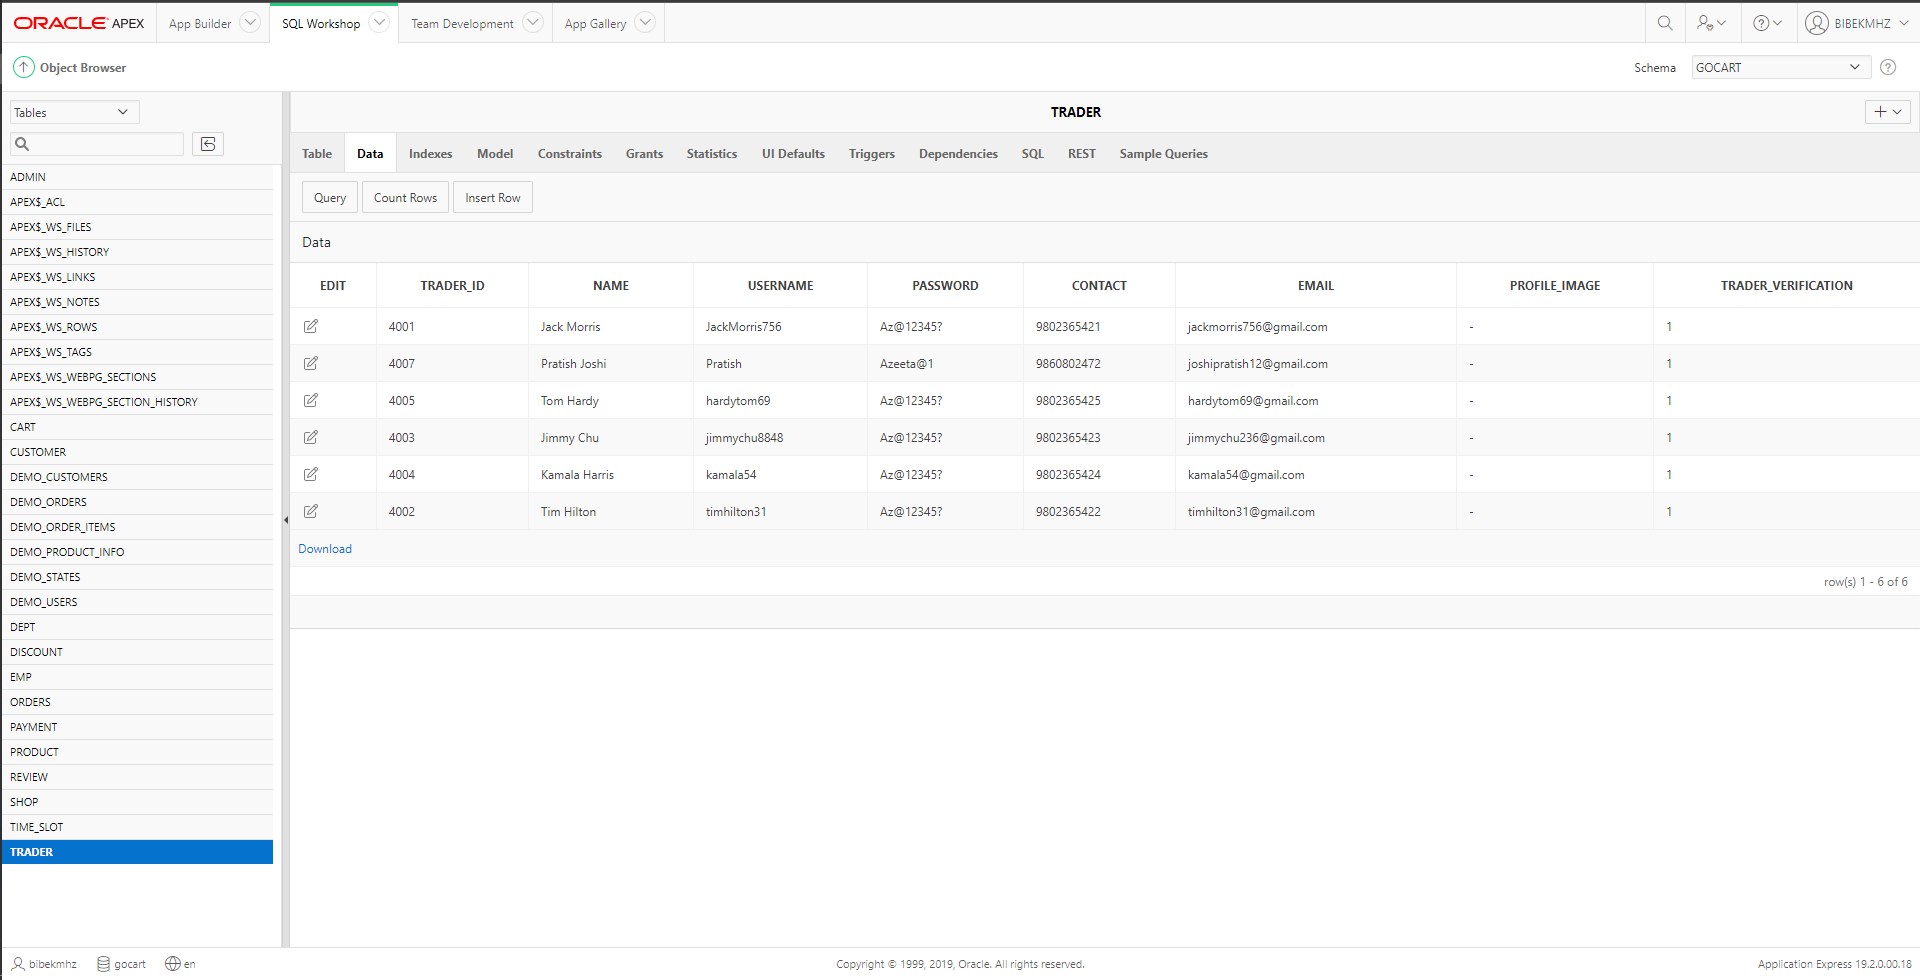 ORACLE APEX App Builder SQL Workshop Team Development App Gallery BIBEKMHZ
Object Browser Schema GOCART
Tables
TRADER
Table Data Indexes Model Constraints Grants Statistics UI Defaults Triggers Dependencies SQL REST Sample Queries
Query Count Rows Insert Row
Data
EDIT TRADER_ID NAME USERNAME PASSWORD CONTACT EMAIL PROFILE_IMAGE TRADER_VERIFICATION
4001 Jack Morris JackMorris756 Az@12345? 9802365421 jackmorris756@gmail.com - 1
4007 Pratish Joshi Pratish Azeeta@1 9860802472 joshipratish12@gmail.com - 1
4005 Tom Hardy hardytom69 Az@12345? 9802365425 hardytom69@gmail.com - 1
4003 Jimmy Chu jimmychu8848 Az@12345? 9802365423 jimmychu236@gmail.com - 1
4004 Kamala Harris kamala54 Az@12345? 9802365424 kamala54@gmail.com - 1
4002 Tim Hilton timhilton31 Az@12345? 9802365422 timhilton31@gmail.com - 1
Download
row(s) 1 - 6 of 6
ADMIN
APEX$_ACL
APEX$_WS_FILES
APEX$_WS_HISTORY
APEX$_WS_LINKS
APEX$_WS_NOTES
APEX$_WS_ROWS
APEX$_WS_TAGS
APEX$_WS_WEBPG_SECTIONS
APEX$_WS_WEBPG_SECTION_HISTORY
CART
CUSTOMER
DEMO_CUSTOMERS
DEMO_ORDERS
DEMO_ORDER_ITEMS
DEMO_PRODUCT_INFO
DEMO_STATES
DEMO_USERS
DEPT
DISCOUNT
EMP
ORDERS
PAYMENT
PRODUCT
REVIEW
SHOP
TIME_SLOT
TRADER
bibekmhz gocart en Copyright © 1999, 2019, Oracle. All rights reserved. Application Express 19.2.0.00.18